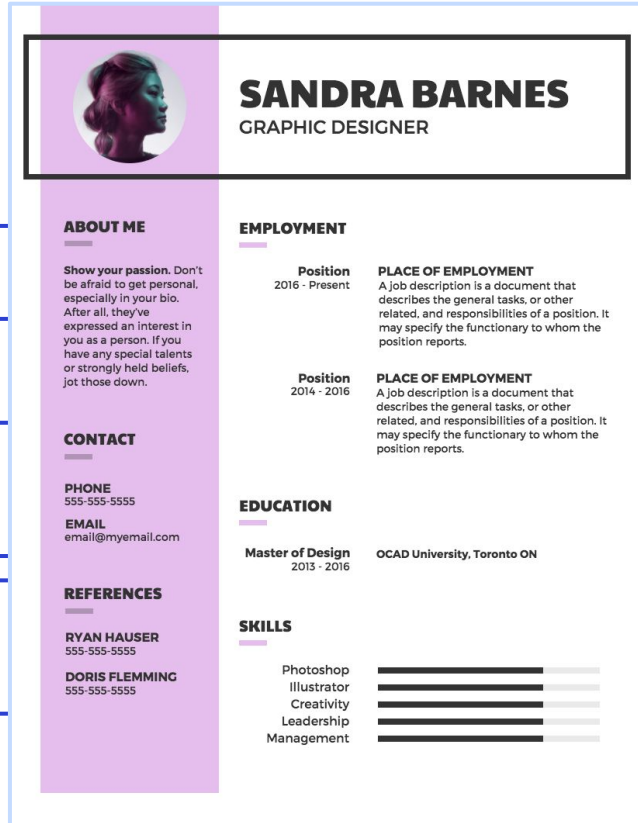 SANDRA BARNES
GRAPHIC DESIGNER
ABOUT ME
Show your passion. Don't
be afraid to get personal,
especially in your bio.
After all, they've
expressed an interest in
you as a person. If you
have any special talents
or strongly held beliefs,
jot those down.
CONTACT
PHONE
555-555-5555
EMAIL
email@myemail.com
REFERENCES
RYAN HAUSER
555-555-5555
DORIS FLEMMING
555-555-5555
EMPLOYMENT
Position
2016 - Present
PLACE OF EMPLOYMENT
A job description is a document that
describes the general tasks, or other
related, and responsibilities of a position. It
may specify the functionary to whom the
position reports.
Position
2014 - 2016
PLACE OF EMPLOYMENT
A job description is a document that
describes the general tasks, or other
related, and responsibilities of a position. It
may specify the functionary to whom the
position reports.
EDUCATION
Master of Design
2013 - 2016
OCAD University, Toronto ON
SKILLS
Photoshop
Illustrator
Creativity
Leadership
Management